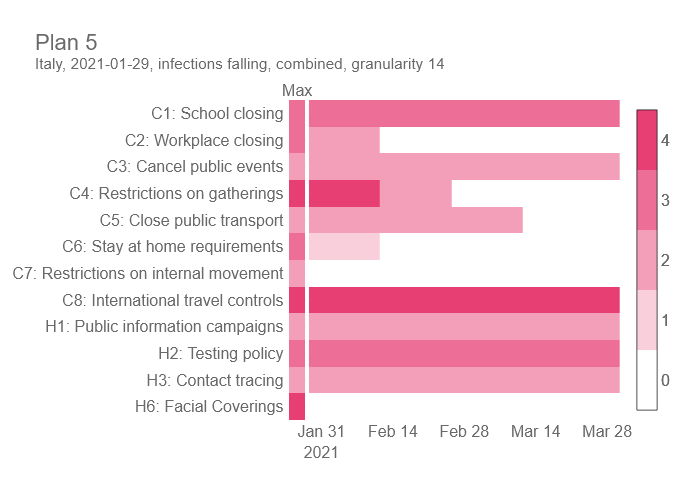 Plan 5
Italy, 2021-01-29, infections falling, combined, granularity 14
Max
C1: School closing
C2: Workplace closing
C3: Cancel public events
C4: Restrictions on gatherings
C5: Close public transport
C6: Stay at home requirements
C7: Restrictions on internal movement
C8: International travel controls
H1: Public information campaigns
H2: Testing policy
H3: Contact tracing
H6: Facial Coverings
Jan 31 Feb 14 Feb 28 Mar 14 Mar 28
2021
4
3
2
1
0